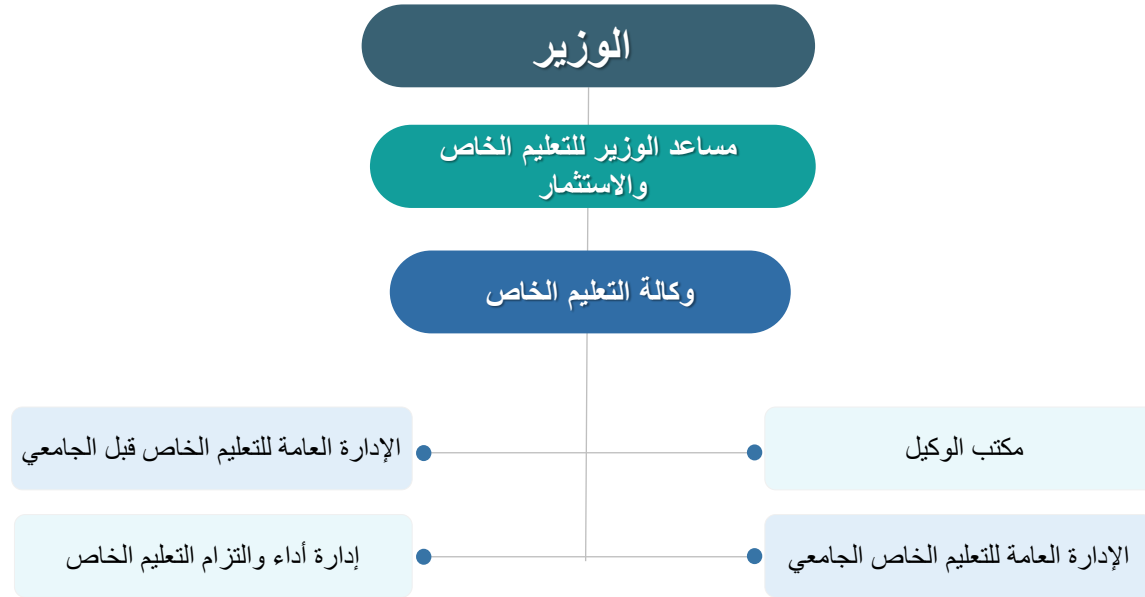 الوزير
مساعد الوزير للتعليم الخاص
والاستثمار
وكالة التعليم الخاص
مكتب الوكيل
الإدارة العامة للتعليم الخاص قبل الجامعي
الإدارة العامة للتعليم الخاص الجامعي
إدارة أداء والتزام التعليم الخاص